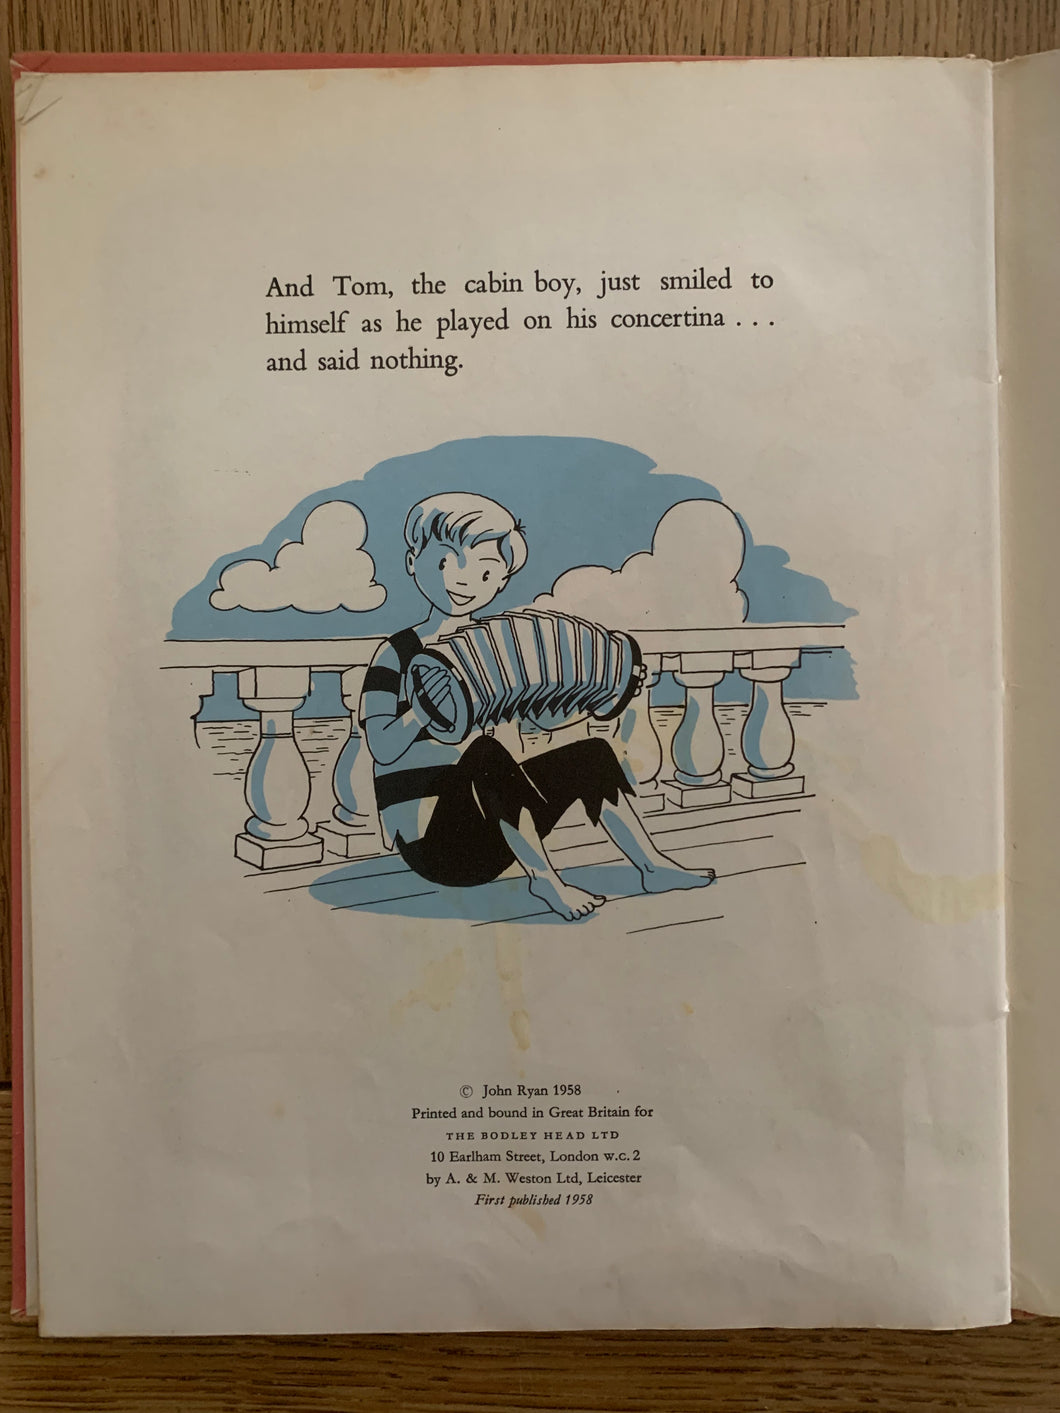 And Tom, the cabin boy, just smiled to
himself as he played on his concertina . . .
and said nothing.
© John Ryan 1958
Printed and bound in Great Britain for
THE BODLEY HEAD LTD
10 Earlham Street, London W.C.2
by A. & M. Weston Ltd, Leicester
First published 1958